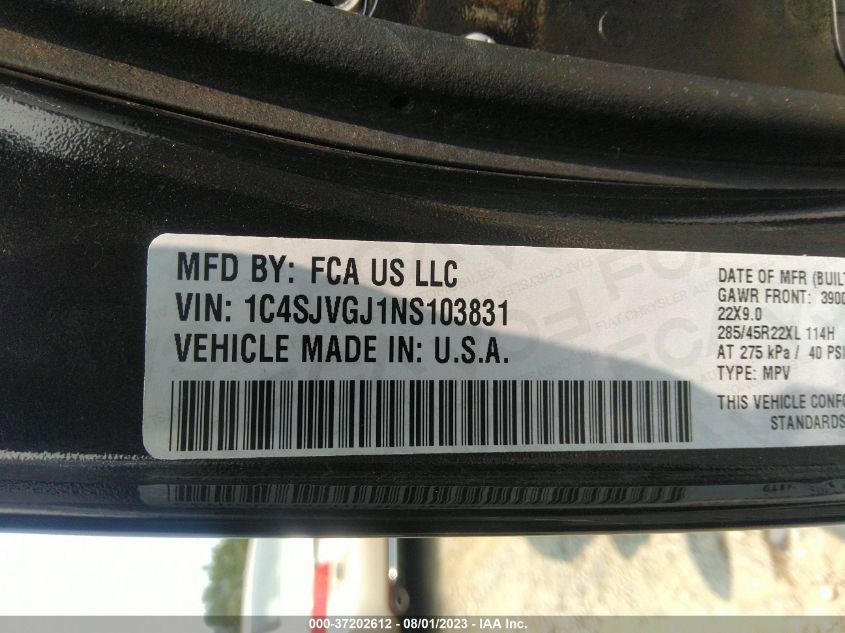 MFD BY: FCA US LLC
VIN: 1C4SJVGJ1NS103831
VEHICLE MADE IN: U.S.A.
DATE OF MFR (BUILT
GAWR FRONT: 3900
22X9.0
285/45R22XL 114H
AT 275 kPa / 40 PSI
TYPE: MPV
THIS VEHICLE CONFO
STANDARDS
000-37202612 - 08/01/2023 - IAA Inc.